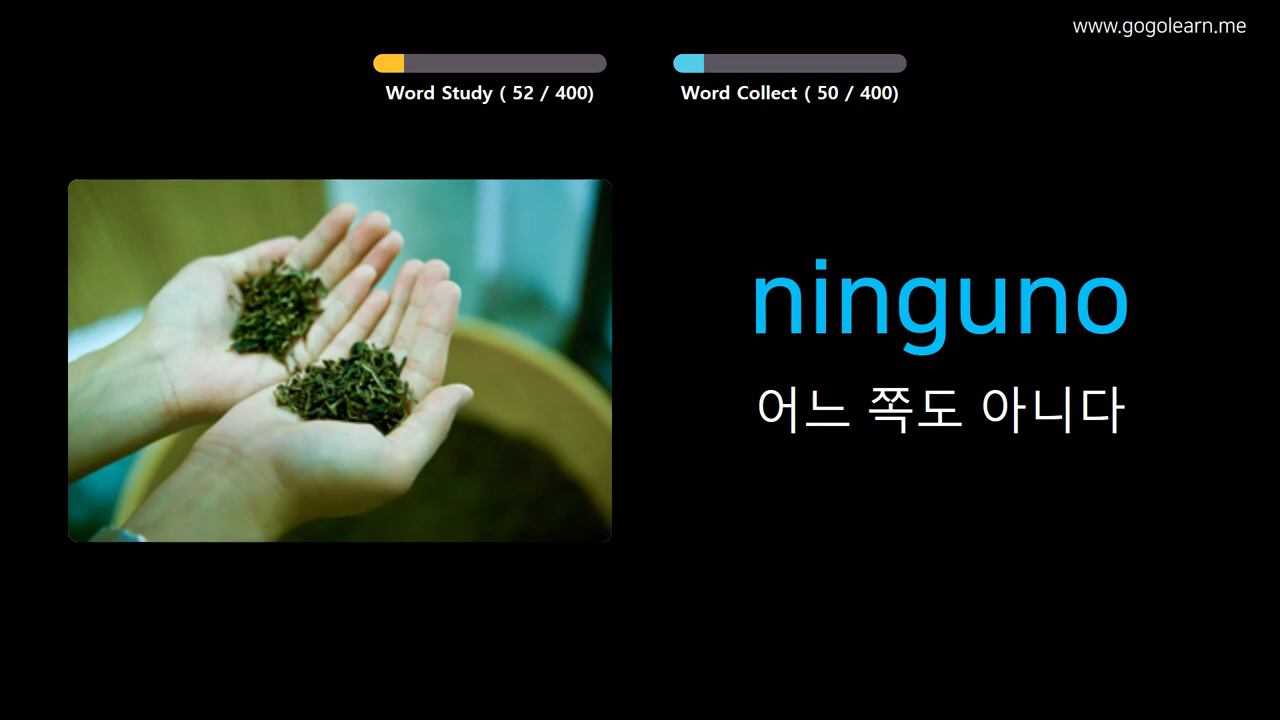 www.gogolearn.me
Word Study ( 52 / 400)
Word Collect ( 50 / 400)
ninguno
어느 쪽도 아니다